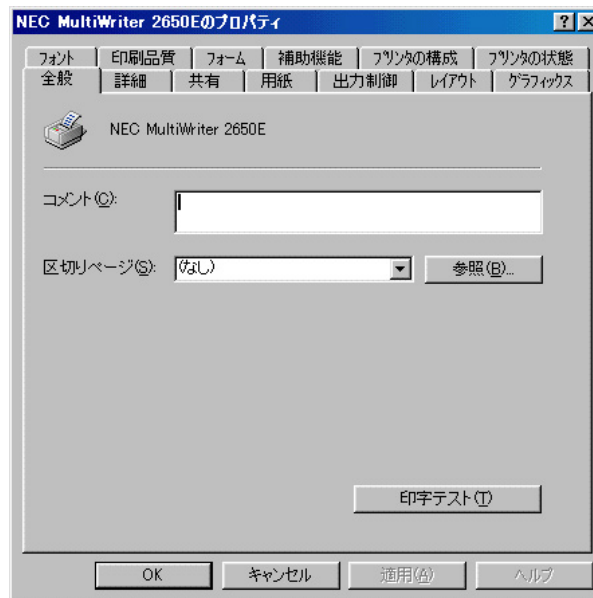 NEC MultiWriter 2650Eのプロパティ
フォント 印刷品質 フォーム 補助機能 プリンタの構成 プリンタの状態
全般 詳細 共有 用紙 出力制御 レイアウト グラフィックス
NEC MultiWriter 2650E
コメント(C):
区切りページ(S): (なし) 参照(B)...
印字テスト(T)
OK キャンセル 適用(A) ヘルプ